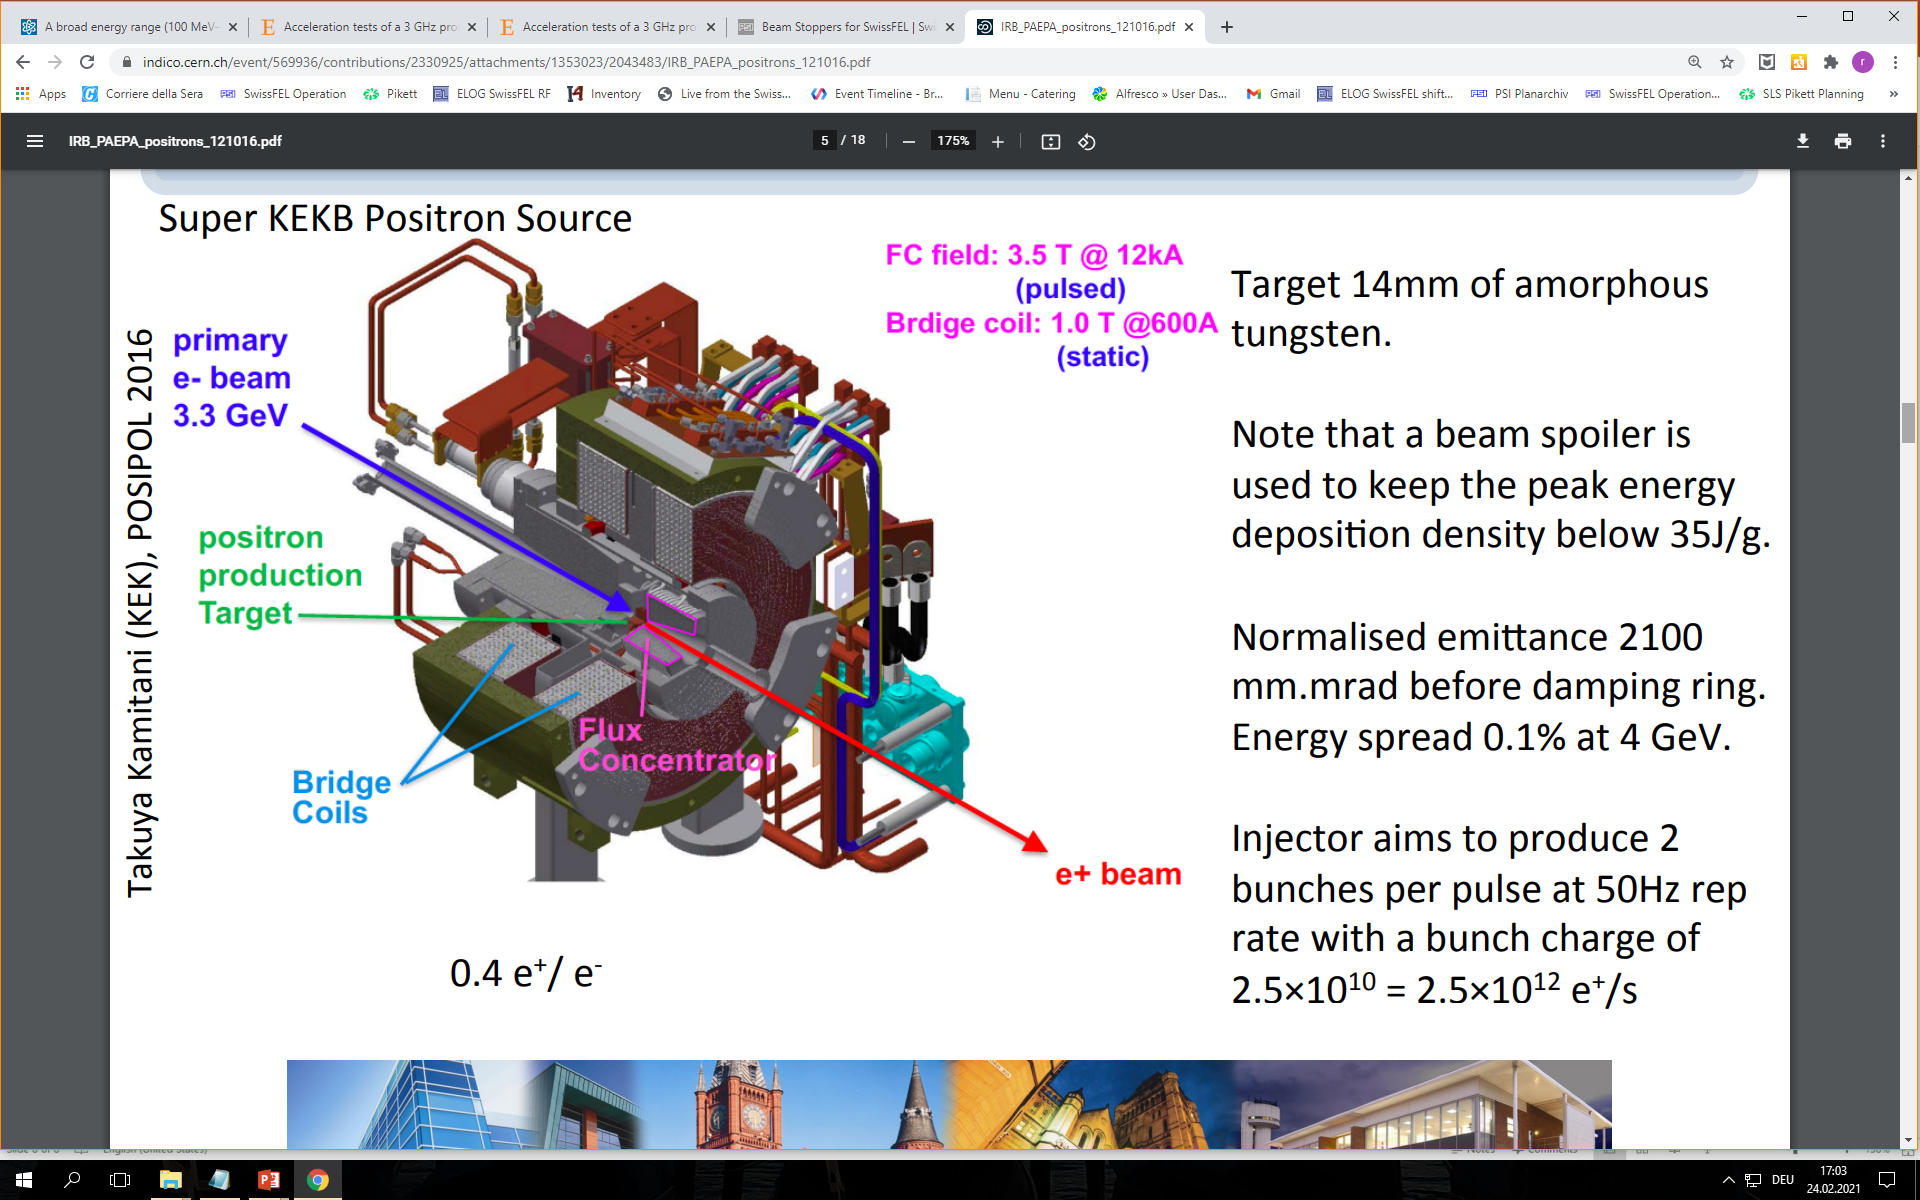 A broad energy range (100 MeV-
Acceleration tests of a 3 GHz pro
Acceleration tests of a 3 GHz pro
Beam Stoppers for SwissFEL | Sw
IRB_PAEPA_positrons_121016.pdf
indico.cern.ch/event/569936/contributions/2330925/attachments/1353023/2043483/IRB_PAEPA_positrons_121016.pdf
r
Apps
Corriere della Sera
SwissFEL Operation
Pikett
ELOG SwissFEL RF
Inventory
Live from the Swiss...
Event Timeline - Br...
Menu - Catering
Alfresco » User Das...
Gmail
ELOG SwissFEL shift...
PSI Planarchiv
SwissFEL Operation...
SLS Pikett Planning
»
IRB_PAEPA_positrons_121016.pdf
5 / 18
175%
Super KEKB Positron Source
FC field: 3.5 T @ 12kA
(pulsed)
Brdige coil: 1.0 T @600A
(static)
primary
e- beam
3.3 GeV
positron
production
Target
Flux
Concentrator
Bridge
Coils
e+ beam
Takuya Kamitani (KEK), POSIPOL 2016
0.4 e⁺/ e⁻
Target 14mm of amorphous
tungsten.
Note that a beam spoiler is
used to keep the peak energy
deposition density below 35J/g.
Normalised emittance 2100
mm.mrad before damping ring.
Energy spread 0.1% at 4 GeV.
Injector aims to produce 2
bunches per pulse at 50Hz rep
rate with a bunch charge of
2.5×10¹⁰ = 2.5×10¹² e⁺/s
DEU
17:03
24.02.2021